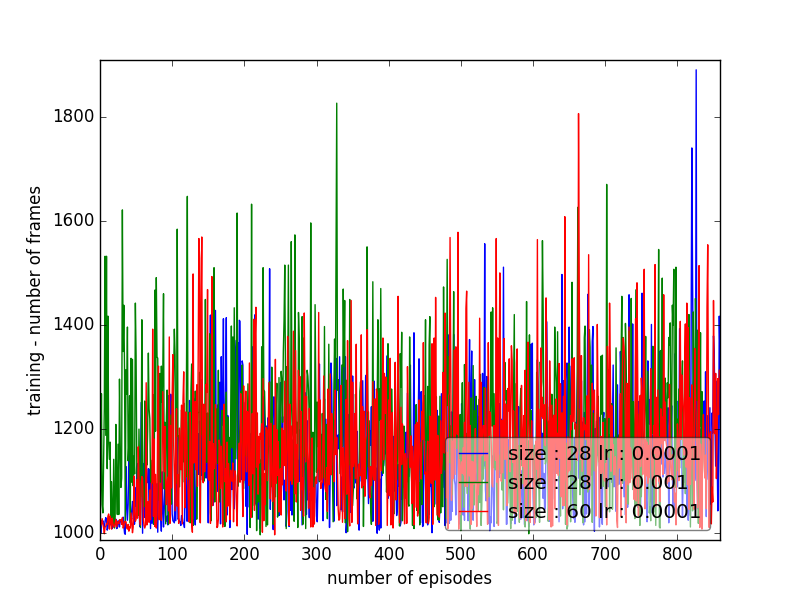 1800
1600
1400
1200
1000
training - number of frames
size : 28 lr : 0.0001
size : 28 lr : 0.001
size : 60 lr : 0.0001
0 100 200 300 400 500 600 700 800
number of episodes